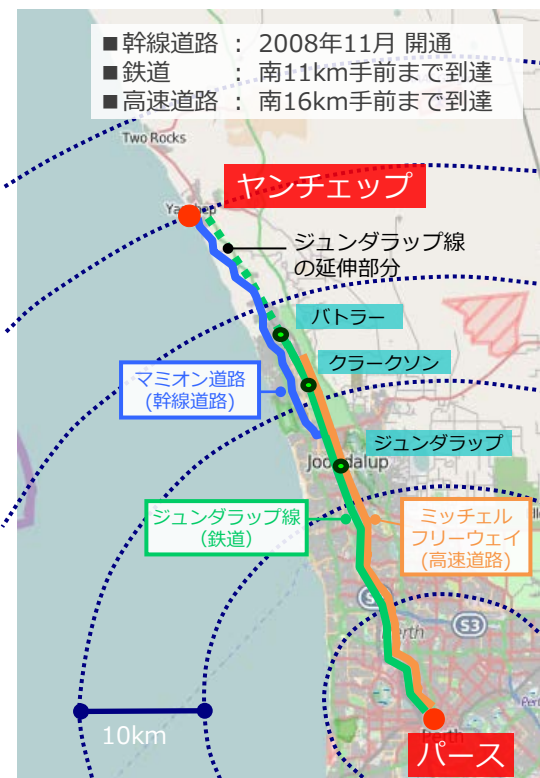 ■幹線道路 : 2008年11月 開通
■鉄道 : 南11km手前まで到達
■高速道路 : 南16km手前まで到達
Two Rocks
ヤンチェップ
ジュンダラップ線
の延伸部分
バトラー
クラークソン
マミオン道路
(幹線道路)
ジュンダラップ
Joondalup
ジュンダラップ線
(鉄道)
ミッチェル
フリーウェイ
(高速道路)
S3
Perth
10km
Perth
パース